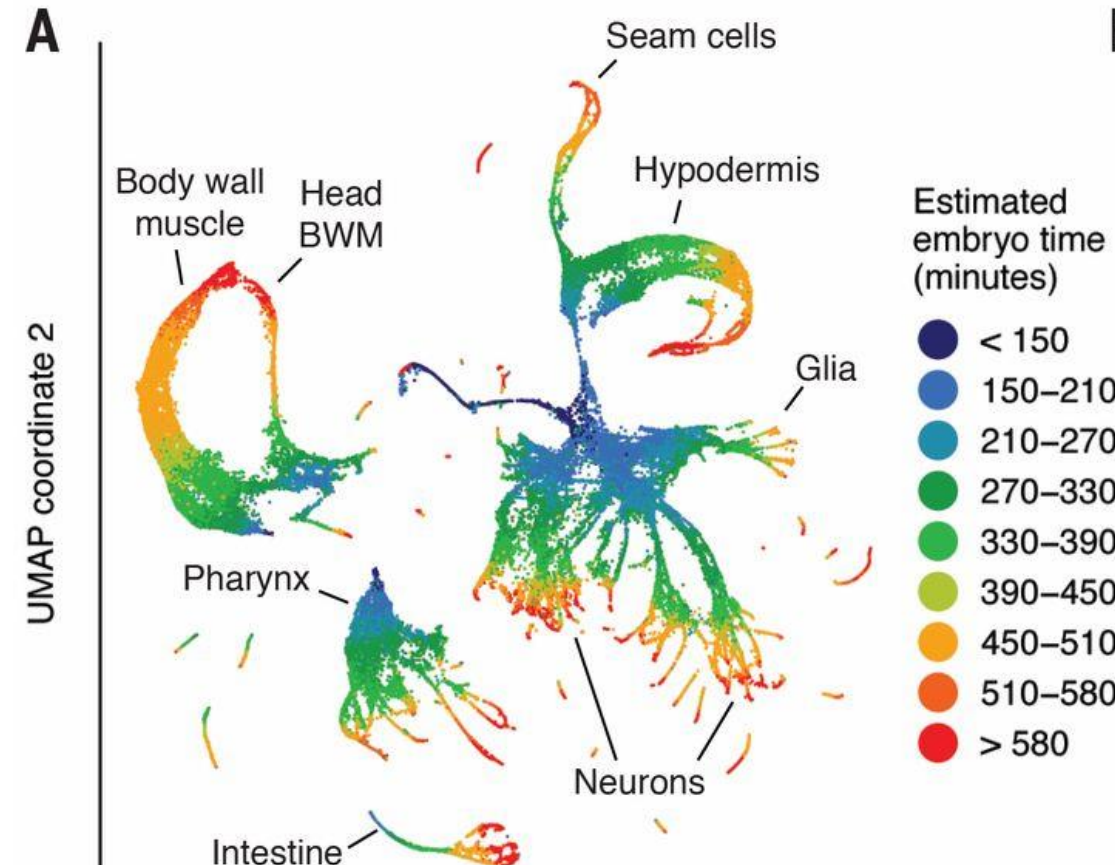 A
Seam cells
Hypodermis
Body wall
muscle
Head
BWM
Glia
Pharynx
Neurons
Intestine
UMAP coordinate 2
Estimated
embryo time
(minutes)
< 150
150–210
210–270
270–330
330–390
390–450
450–510
510–580
> 580